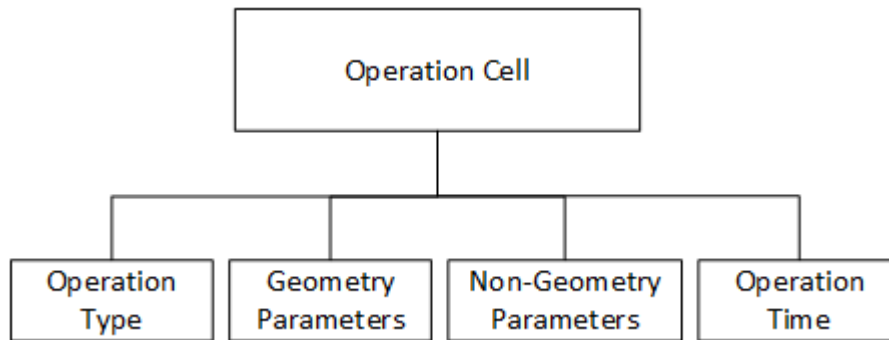 Operation Cell
Operation
Type
Geometry
Parameters
Non-Geometry
Parameters
Operation
Time